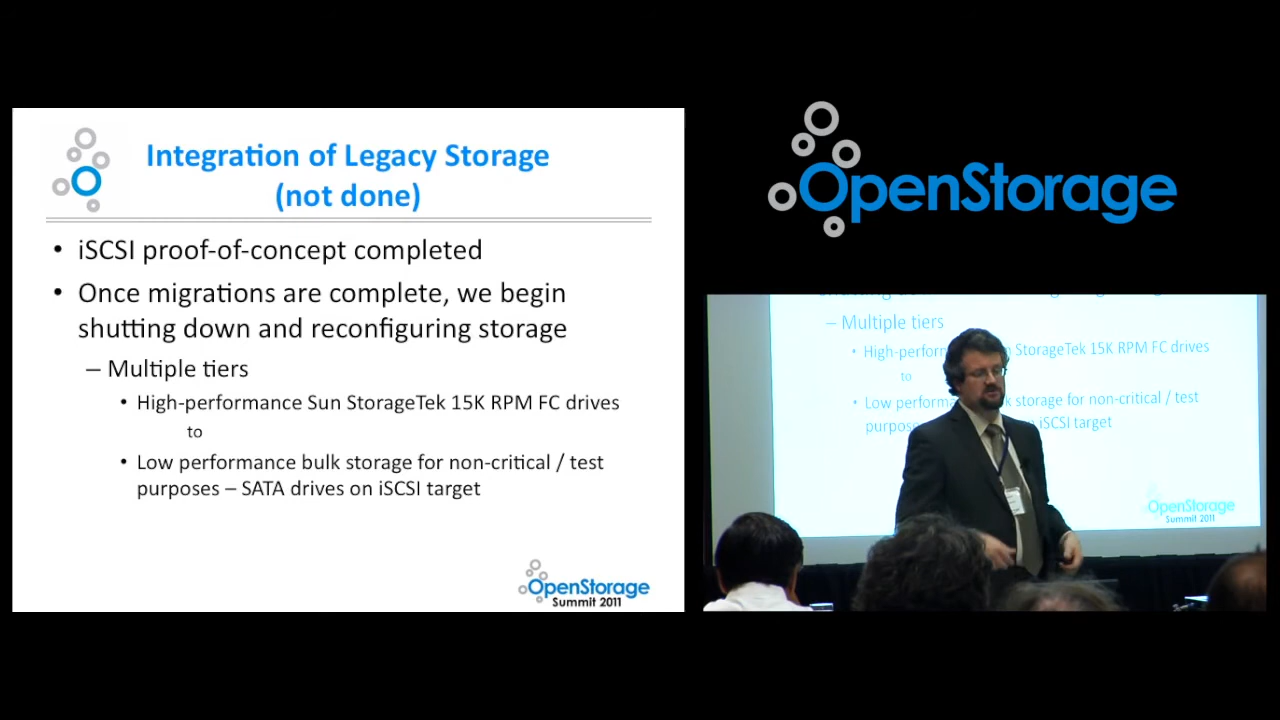 Integration of Legacy Storage
(not done)
• iSCSI proof-of-concept completed
• Once migrations are complete, we begin
shutting down and reconfiguring storage
– Multiple tiers
• High-performance Sun StorageTek 15K RPM FC drives
to
• Low performance bulk storage for non-critical / test
purposes – SATA drives on iSCSI target
OpenStorage
Summit 2011
OpenStorage
– Multiple tiers
• High-perform StorageTek 15K RPM FC drives
to
• Low performa storage for non-critical / test
purposes iSCSI target
OpenStorage
Summit 2011